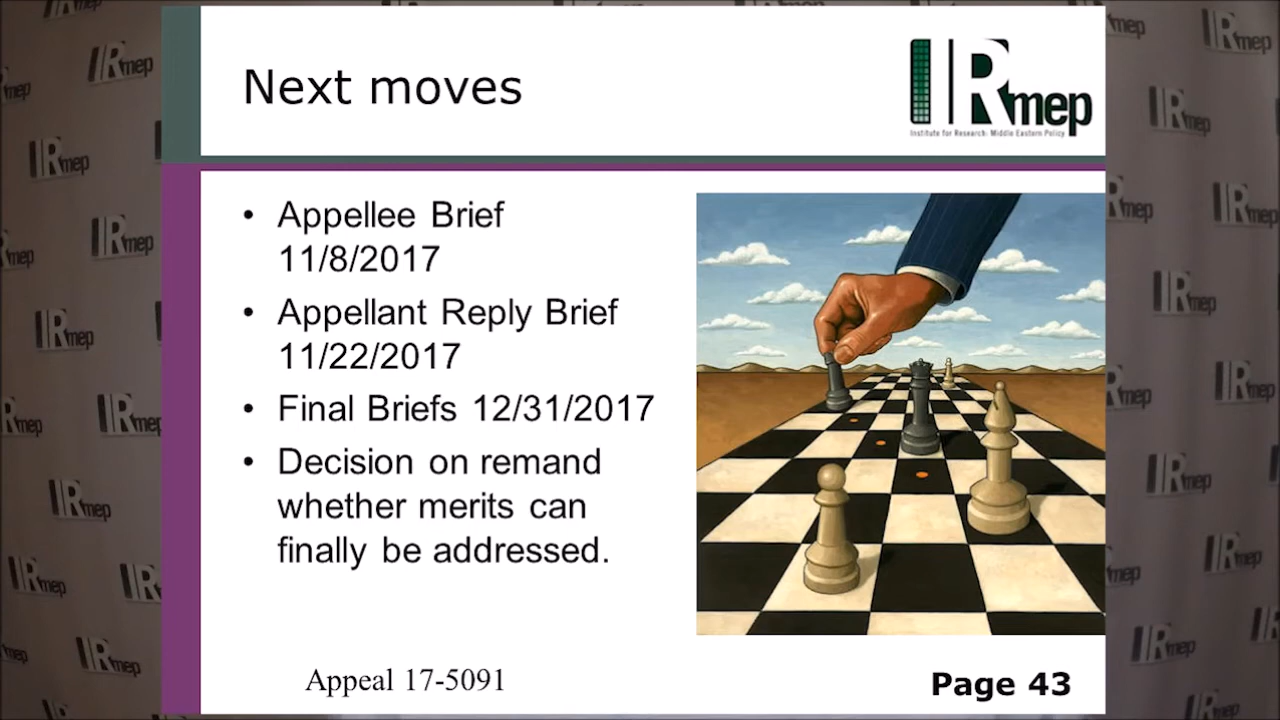 Next moves
IRmep
Institute for Research: Middle Eastern Policy
• Appellee Brief
11/8/2017
• Appellant Reply Brief
11/22/2017
• Final Briefs 12/31/2017
• Decision on remand
whether merits can
finally be addressed.
Appeal 17-5091
Page 43